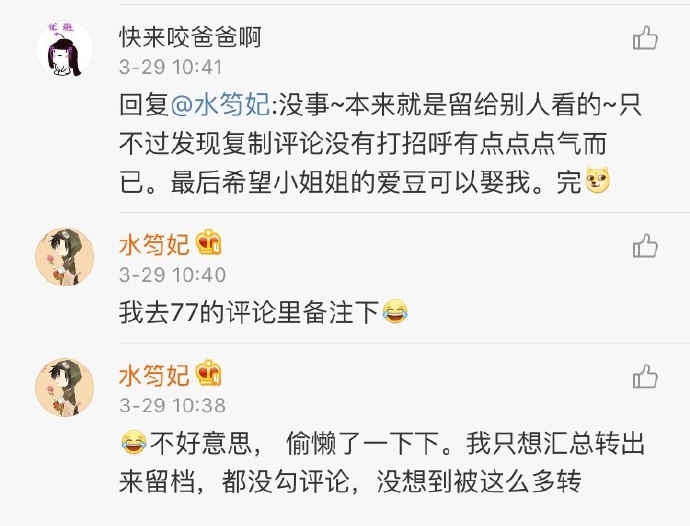 快来咬爸爸啊
3-29 10:41
回复@水笉妃:没事~本来就是留给别人看的~只
不过发现复制评论没有打招呼有点点点气而
已。最后希望小姐姐的爱豆可以娶我。完
水笉妃
3-29 10:40
我去77的评论里备注下😂
水笉妃
3-29 10:38
😂不好意思， 偷懒了一下下。我只想汇总转出
来留档，都没勾评论，没想到被这么多转